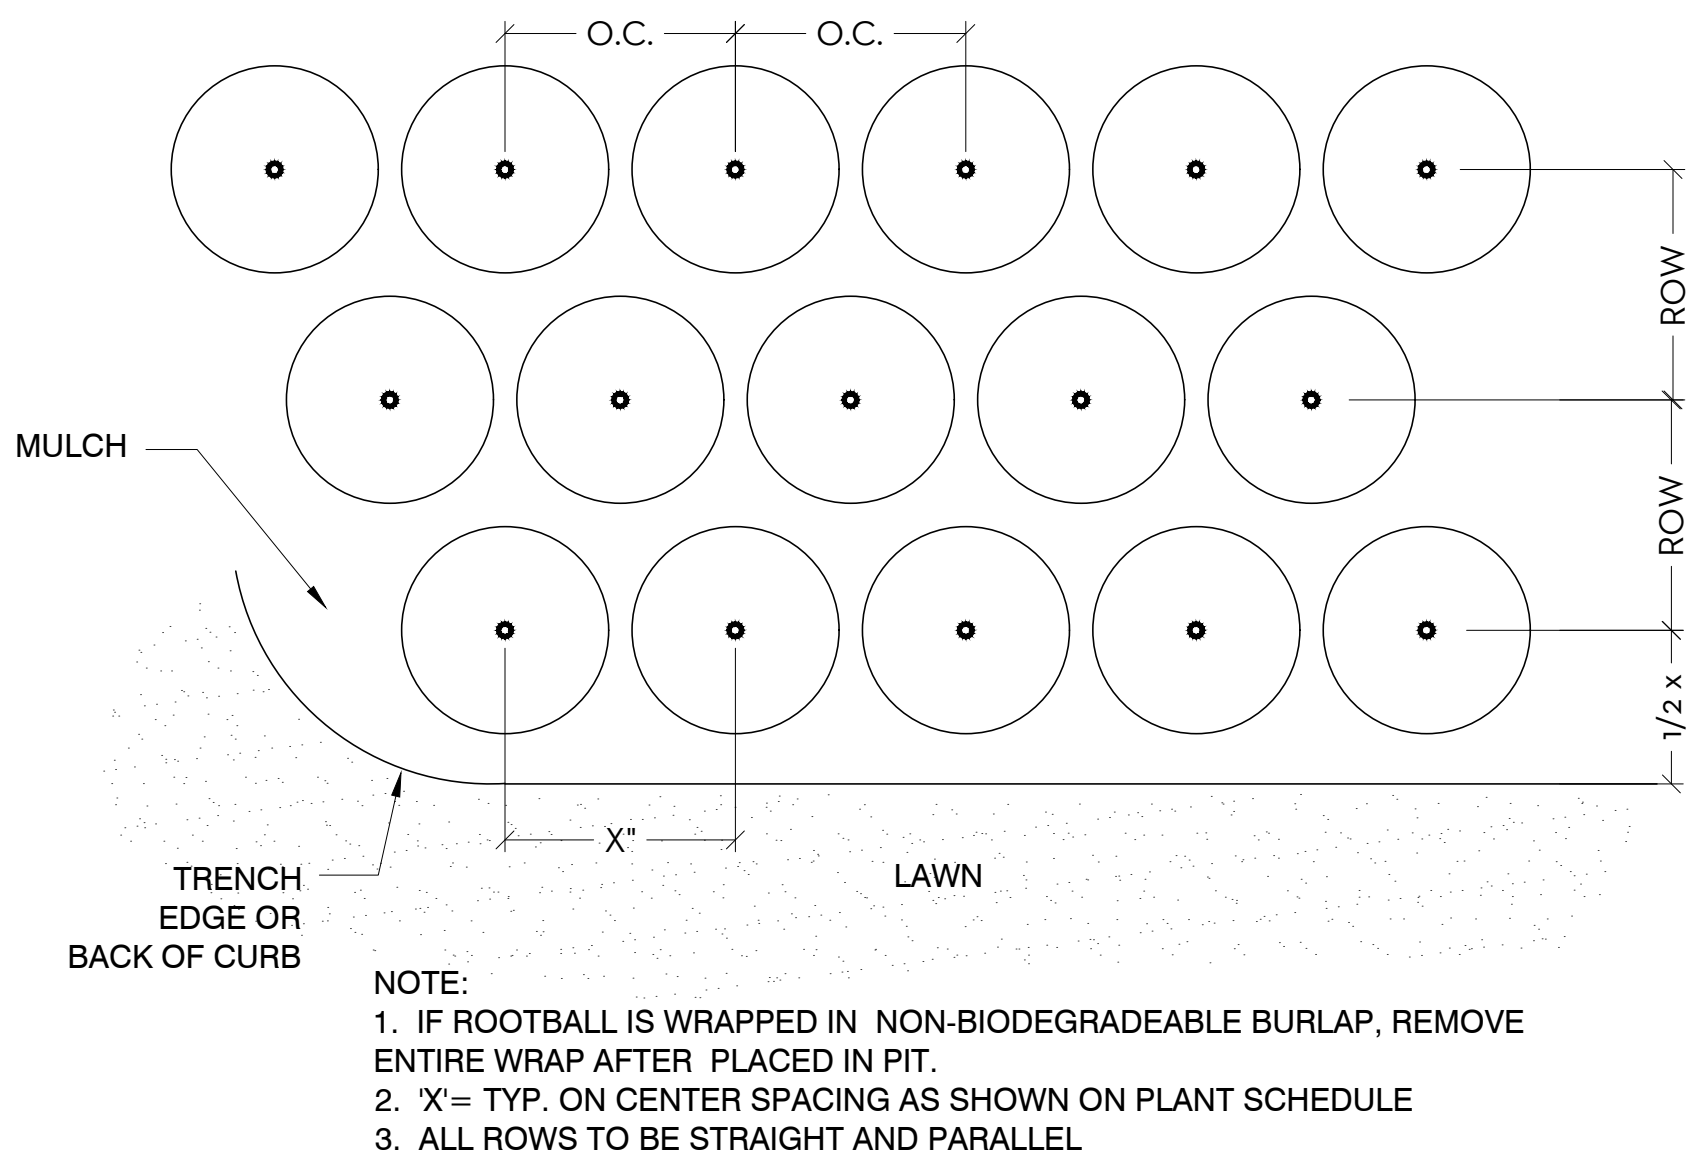 O.C. O.C.
ROW
MULCH
ROW
1/2 x
X"
TRENCH
EDGE OR
BACK OF CURB
LAWN
NOTE:
1. IF ROOTBALL IS WRAPPED IN NON-BIODEGRADEABLE BURLAP, REMOVE
ENTIRE WRAP AFTER PLACED IN PIT.
2. 'X'= TYP. ON CENTER SPACING AS SHOWN ON PLANT SCHEDULE
3. ALL ROWS TO BE STRAIGHT AND PARALLEL